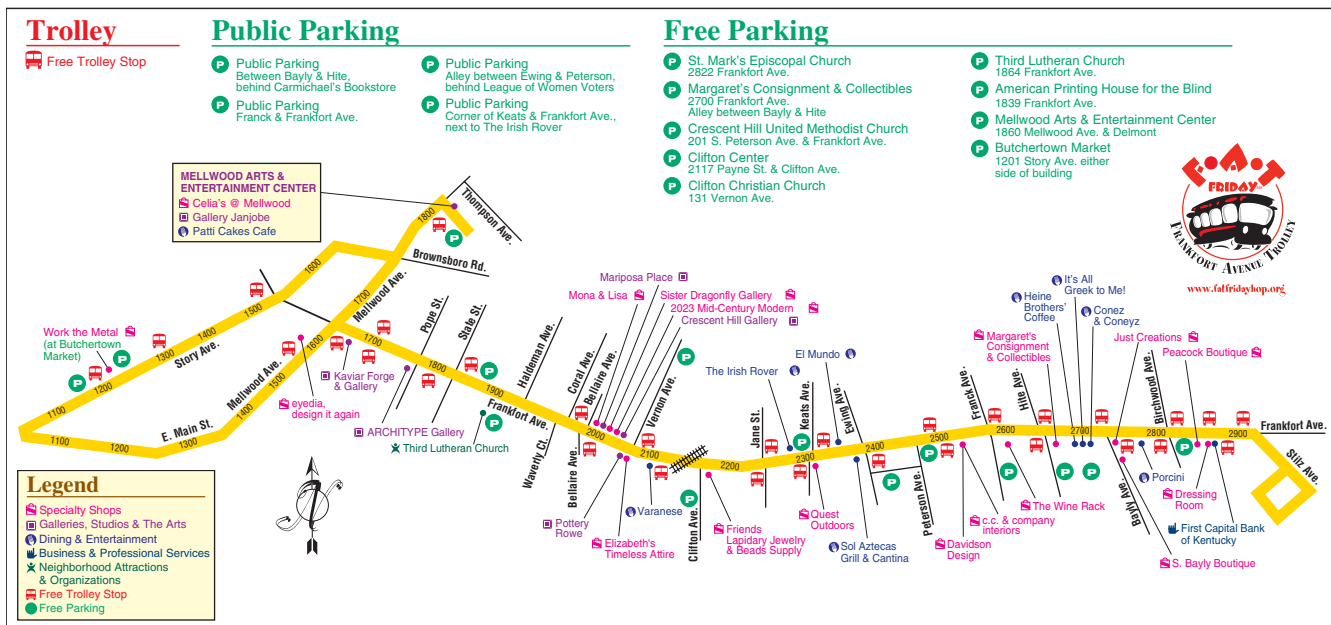 Trolley
Free Trolley Stop
Public Parking
Public Parking
Between Bayly & Hite,
behind Carmichael's Bookstore
Public Parking
Franck & Frankfort Ave.
Public Parking
Alley between Ewing & Peterson,
behind League of Women Voters
Public Parking
Corner of Keats & Frankfort Ave.,
next to The Irish Rover
Free Parking
St. Mark's Episcopal Church
2822 Frankfort Ave.
Margaret's Consignment & Collectibles
2700 Frankfort Ave.
Alley between Bayly & Hite
Crescent Hill United Methodist Church
201 S. Peterson Ave. & Frankfort Ave.
Clifton Center
2117 Payne St. & Clifton Ave.
Clifton Christian Church
131 Vernon Ave.
Third Lutheran Church
1864 Frankfort Ave.
American Printing House for the Blind
1839 Frankfort Ave.
Mellwood Arts & Entertainment Center
1860 Mellwood Ave. & Delmont
Butchertown Market
1201 Story Ave. either
side of building
FAT
FRIDAY
FRANKFORT AVENUE TROLLEY
www.fatfridayhop.org
MELLWOOD ARTS &
ENTERTAINMENT CENTER
Celia's @ Mellwood
Gallery Janjobe
Patti Cakes Cafe
Thompson Ave.
1800
Brownsboro Rd.
1700
Mellwood Ave.
1600
1600
1500
1400
1300
1200
1100
Story Ave.
Work the Metal
(at Butchertown
Market)
1100
1200
1300
E. Main St.
1400
1500
Mellwood Ave.
eyedia,
design it again
Kaviar Forge
& Gallery
1700
Pope St.
State St.
1800
1900
ARCHITYPE Gallery
Third Lutheran Church
Frankfort Ave.
Haldeman Ave.
Waverly Ct.
Coral Ave.
Bellaire Ave.
Bellaire Ave.
2000
Mona & Lisa
Mariposa Place
Sister Dragonfly Gallery
2023 Mid-Century Modern
Crescent Hill Gallery
Vernon Ave.
2100
Pottery
Rowe
Elizabeth's
Timeless Attire
Varanese
Clifton Ave.
2200
Friends
Lapidary Jewelry
& Beads Supply
Jane St.
The Irish Rover
El Mundo
Keats Ave.
2300
Quest
Outdoors
Ewing Ave.
2400
Sol Aztecas
Grill & Cantina
Peterson Ave.
2500
Davidson
Design
Franck Ave.
2600
c.c. & company
interiors
Margaret's
Consignment
& Collectibles
Hite Ave.
The Wine Rack
Heine
Brothers'
Coffee
It's All
Greek to Me!
Conez
& Coneyz
2700
Bayly Ave.
S. Bayly Boutique
Just Creations
Peacock Boutique
Birchwood Ave.
2800
Porcini
Dressing
Room
First Capital Bank
of Kentucky
2900
Frankfort Ave.
Stilz Ave.
Legend
Specialty Shops
Galleries, Studios & The Arts
Dining & Entertainment
Business & Professional Services
Neighborhood Attractions
& Organizations
Free Trolley Stop
Free Parking